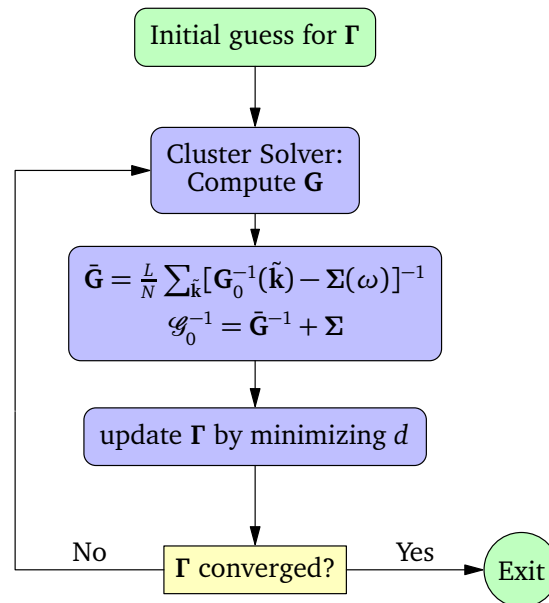 Initial guess for Γ
Cluster Solver:
Compute G
Ḡ = L/N ∑_k̃ [G₀⁻¹(k̃) − Σ(ω)]⁻¹
𝒢₀⁻¹ = Ḡ⁻¹ + Σ
update Γ by minimizing d
No
Γ converged?
Yes
Exit